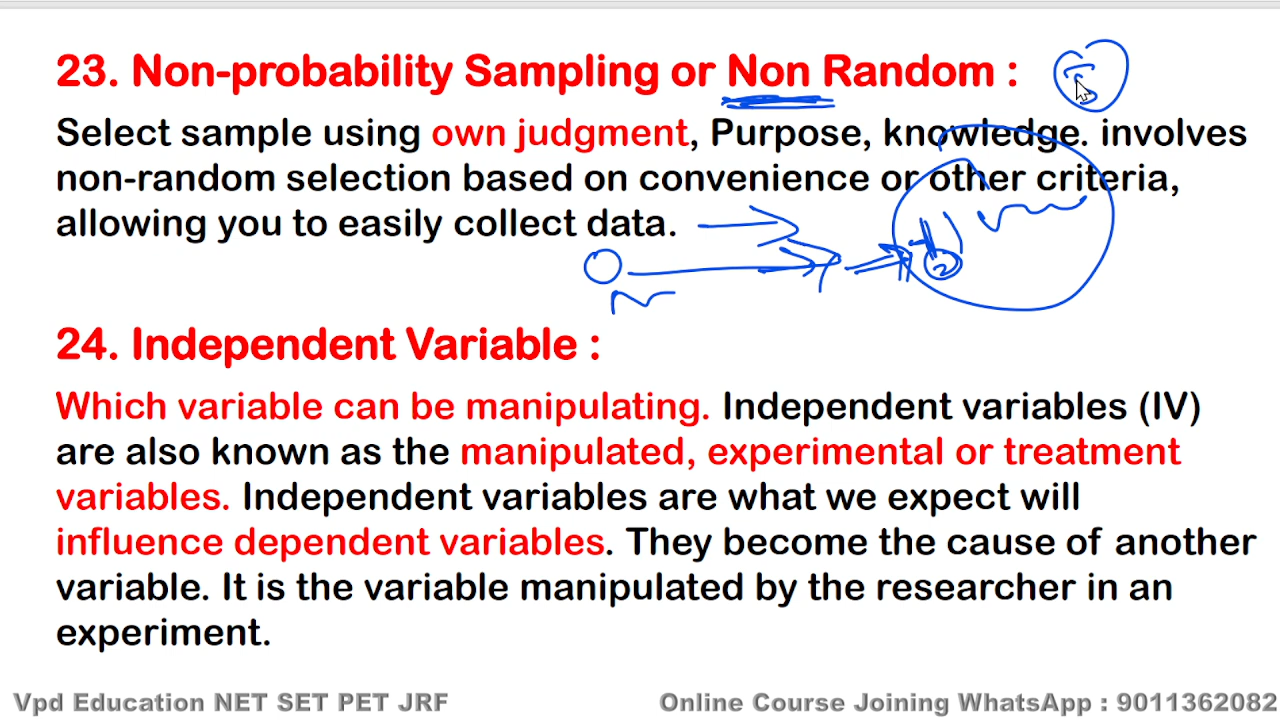 23. Non-probability Sampling or Non Random :
Select sample using own judgment, Purpose, knowledge. involves
non-random selection based on convenience or other criteria,
allowing you to easily collect data.
24. Independent Variable :
Which variable can be manipulating. Independent variables (IV)
are also known as the manipulated, experimental or treatment
variables. Independent variables are what we expect will
influence dependent variables. They become the cause of another
variable. It is the variable manipulated by the researcher in an
experiment.
Vpd Education NET SET PET JRF
Online Course Joining WhatsApp : 9011362082